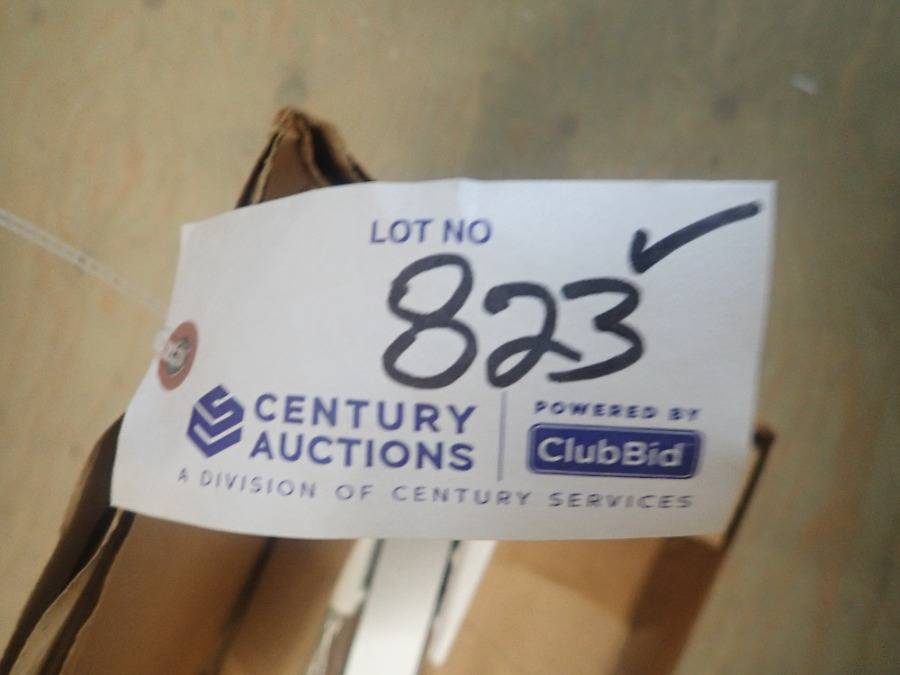 LOT NO
823 ✓
CENTURY
AUCTIONS
A DIVISION OF CENTURY SERVICES
POWERED BY
ClubBid